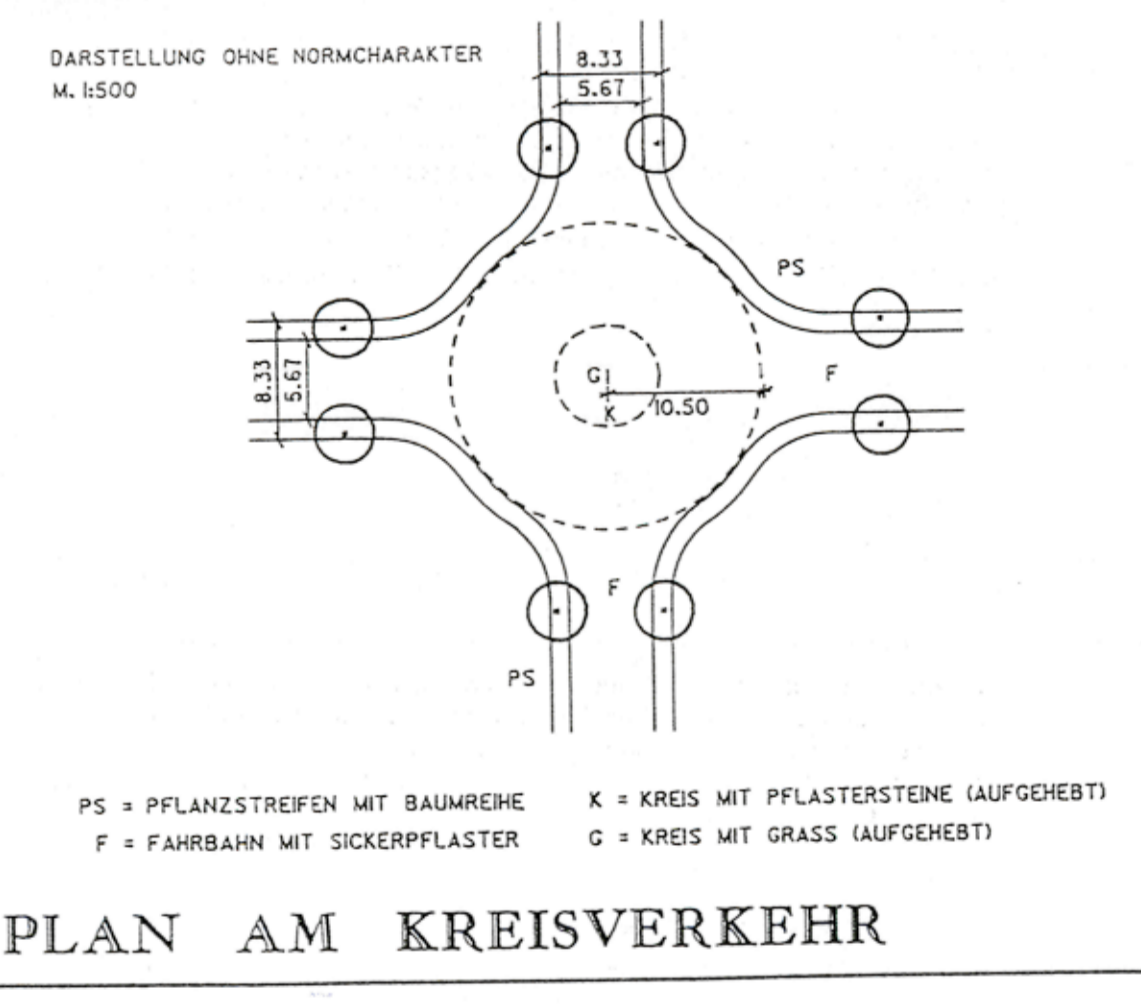 DARSTELLUNG OHNE NORMCHARAKTER
M. 1:500
8.33
5.67
PS
8.33
5.67
G
F
10.50
K
F
PS
PS = PFLANZSTREIFEN MIT BAUMREIHE
F = FAHRBAHN MIT SICKERPFLASTER
K = KREIS MIT PFLASTERSTEINE (AUFGEHEBT)
G = KREIS MIT GRASS (AUFGEHEBT)
PLAN AM KREISVERKEHR